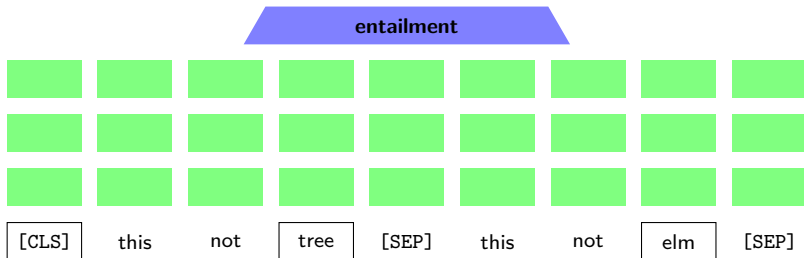 entailment
[CLS] this not tree [SEP] this not elm [SEP]